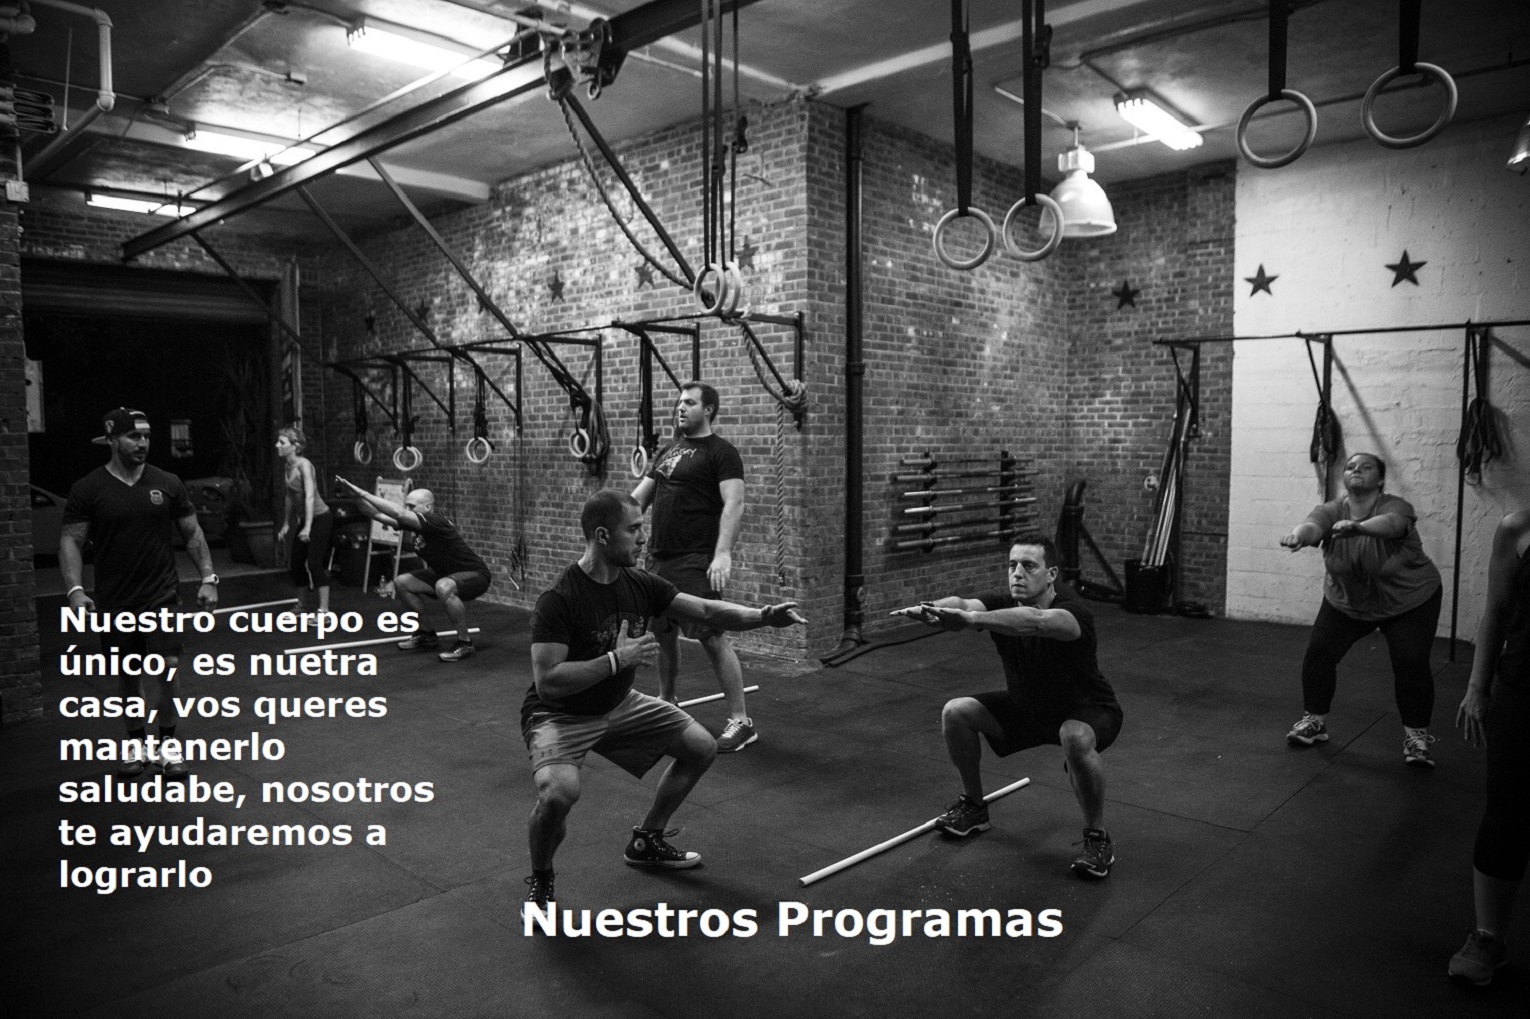 Nuestro cuerpo es
único, es nuetra
casa, vos queres
mantenerlo
saludabe, nosotros
te ayudaremos a
lograrlo
Nuestros Programas